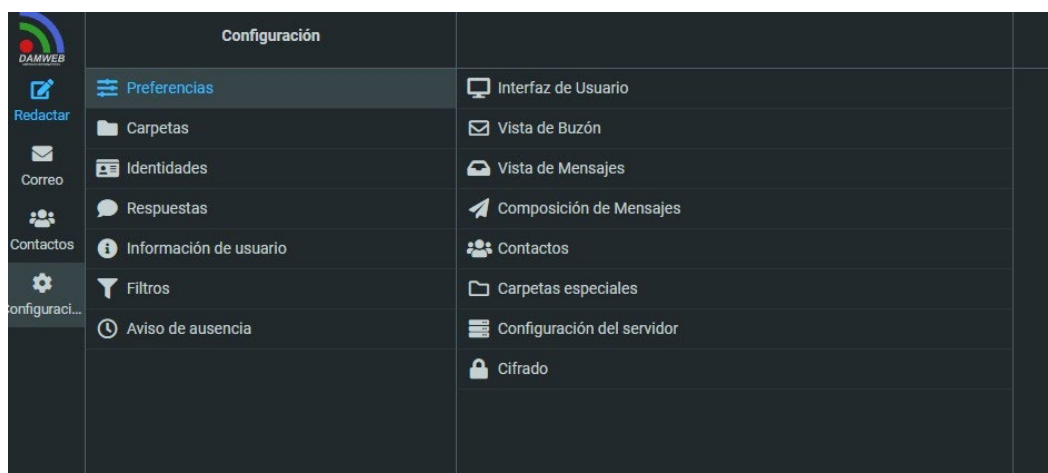 DAMWEB
Redactar
Correo
Contactos
onfiguraci...
Configuración
Preferencias
Carpetas
Identidades
Respuestas
Información de usuario
Filtros
Aviso de ausencia
Interfaz de Usuario
Vista de Buzón
Vista de Mensajes
Composición de Mensajes
Contactos
Carpetas especiales
Configuración del servidor
Cifrado